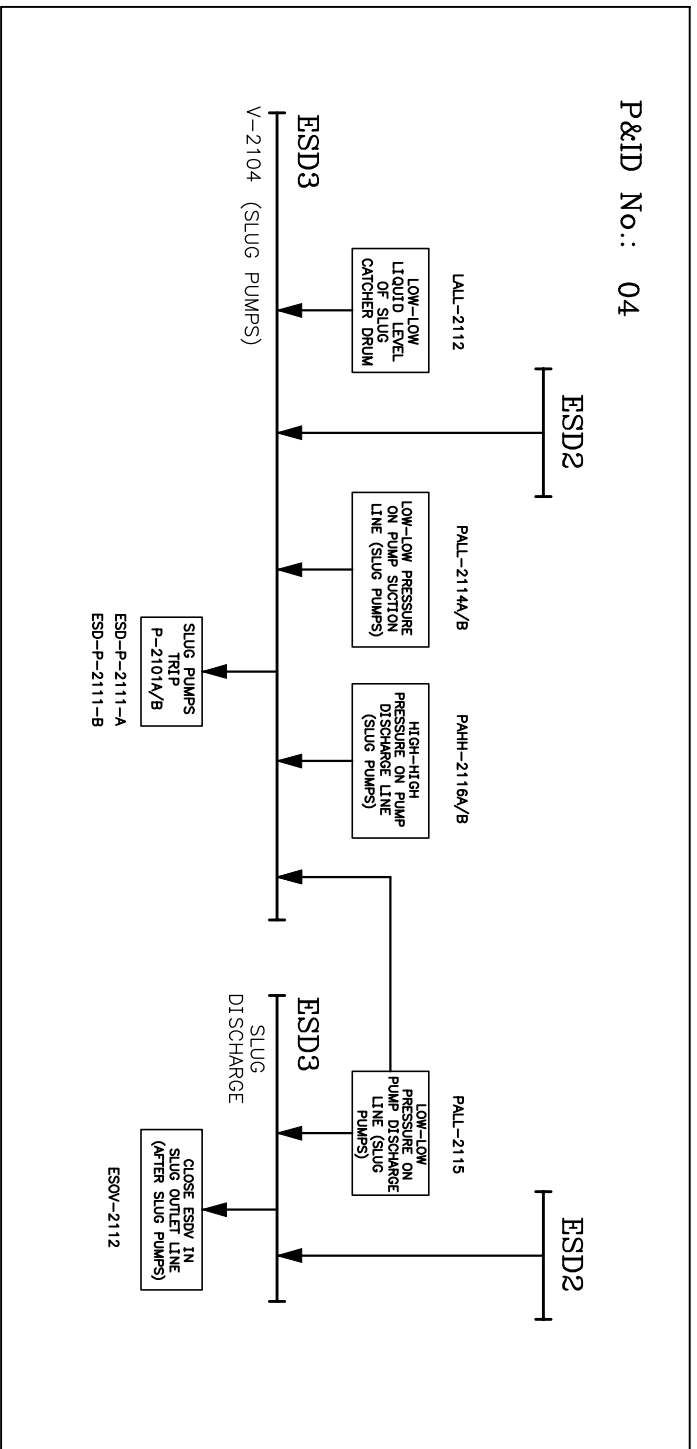 P&ID No.: 04
ESD2
ESD2
LALL-2112
PALL-2114A/B
PAHH-2116A/B
PALL-2115
LOW-LOW
LIQUID LEVEL
OF SLUG
CATCHER DRUM
LOW-LOW PRESSURE
ON PUMP SUCTION
LINE (SLUG PUMPS)
HIGH-HIGH
PRESSURE ON PUMP
DISCHARGE LINE
(SLUG PUMPS)
LOW-LOW
PRESSURE ON
PUMP DISCHARGE
LINE (SLUG
PUMPS)
ESD3
V-2104 (SLUG PUMPS)
ESD3
SLUG
DISCHARGE
SLUG PUMPS
TRIP
P-2101A/B
ESD-P-2111-A
ESD-P-2111-B
CLOSE ESDV IN
SLUG OUTLET LINE
(AFTER SLUG PUMPS)
ESOV-2112